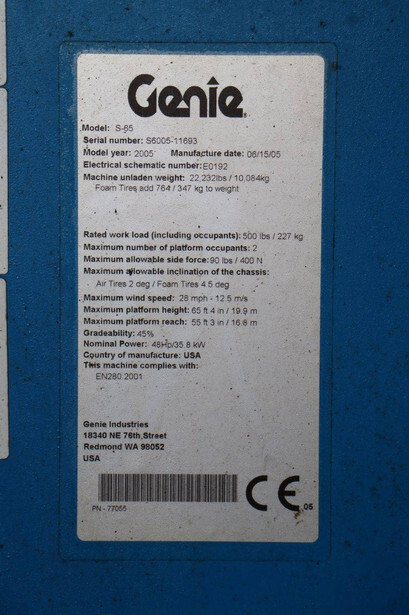 Genie
Model: S-65
Serial number: S6005-11693
Model year: 2005 Manufacture date: 06/15/05
Electrical schematic number: E0192
Machine unladen weight: 22,232lbs / 10,084kg
Foam Tires add 764 / 347 kg to weight
Rated work load (including occupants): 500 lbs / 227 kg
Maximum number of platform occupants: 2
Maximum allowable side force: 90 lbs / 400 N
Maximum allowable inclination of the chassis:
Air Tires 2 deg / Foam Tires 4.5 deg
Maximum wind speed: 28 mph - 12.5 m/s
Maximum platform height: 65 ft 4 in / 19.9 m
Maximum platform reach: 55 ft 3 in / 16.8 m
Gradeability: 45%
Nominal Power: 48Hp/35.8 kW
Country of manufacture: USA
This machine complies with:
EN280:2001
Genie Industries
18340 NE 76th,Street
Redmond WA 98052
USA
CE 05
PN - 77055